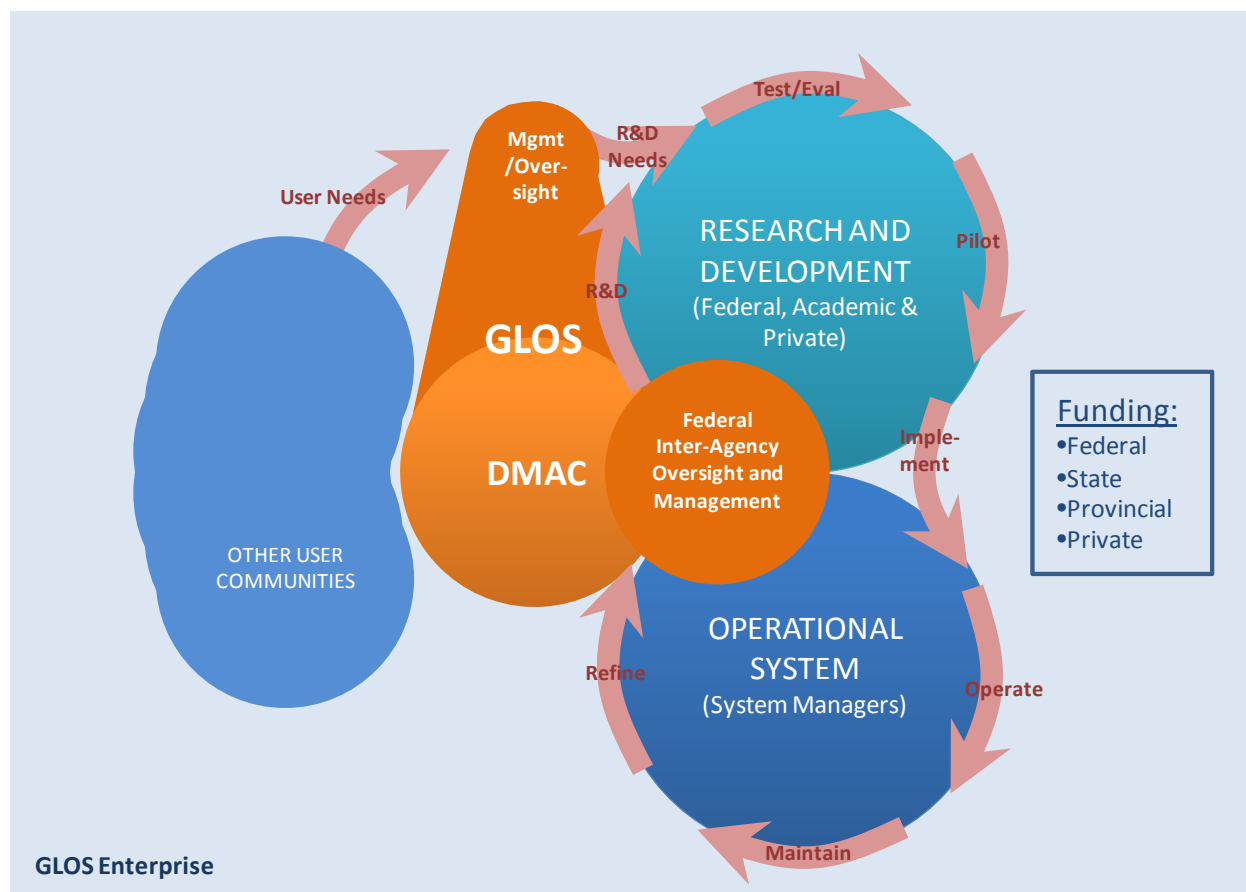 Test/Eval
Mgmt
/Over-
sight
R&D
Needs
User Needs
RESEARCH AND
DEVELOPMENT
(Federal, Academic &
Private)
Pilot
R&D
GLOS
Funding:
•Federal
•State
•Provincial
•Private
Federal
Inter-Agency
Oversight and
Management
Imple-
ment
DMAC
OTHER USER
COMMUNITIES
OPERATIONAL
SYSTEM
(System Managers)
Refine
Operate
Maintain
GLOS Enterprise